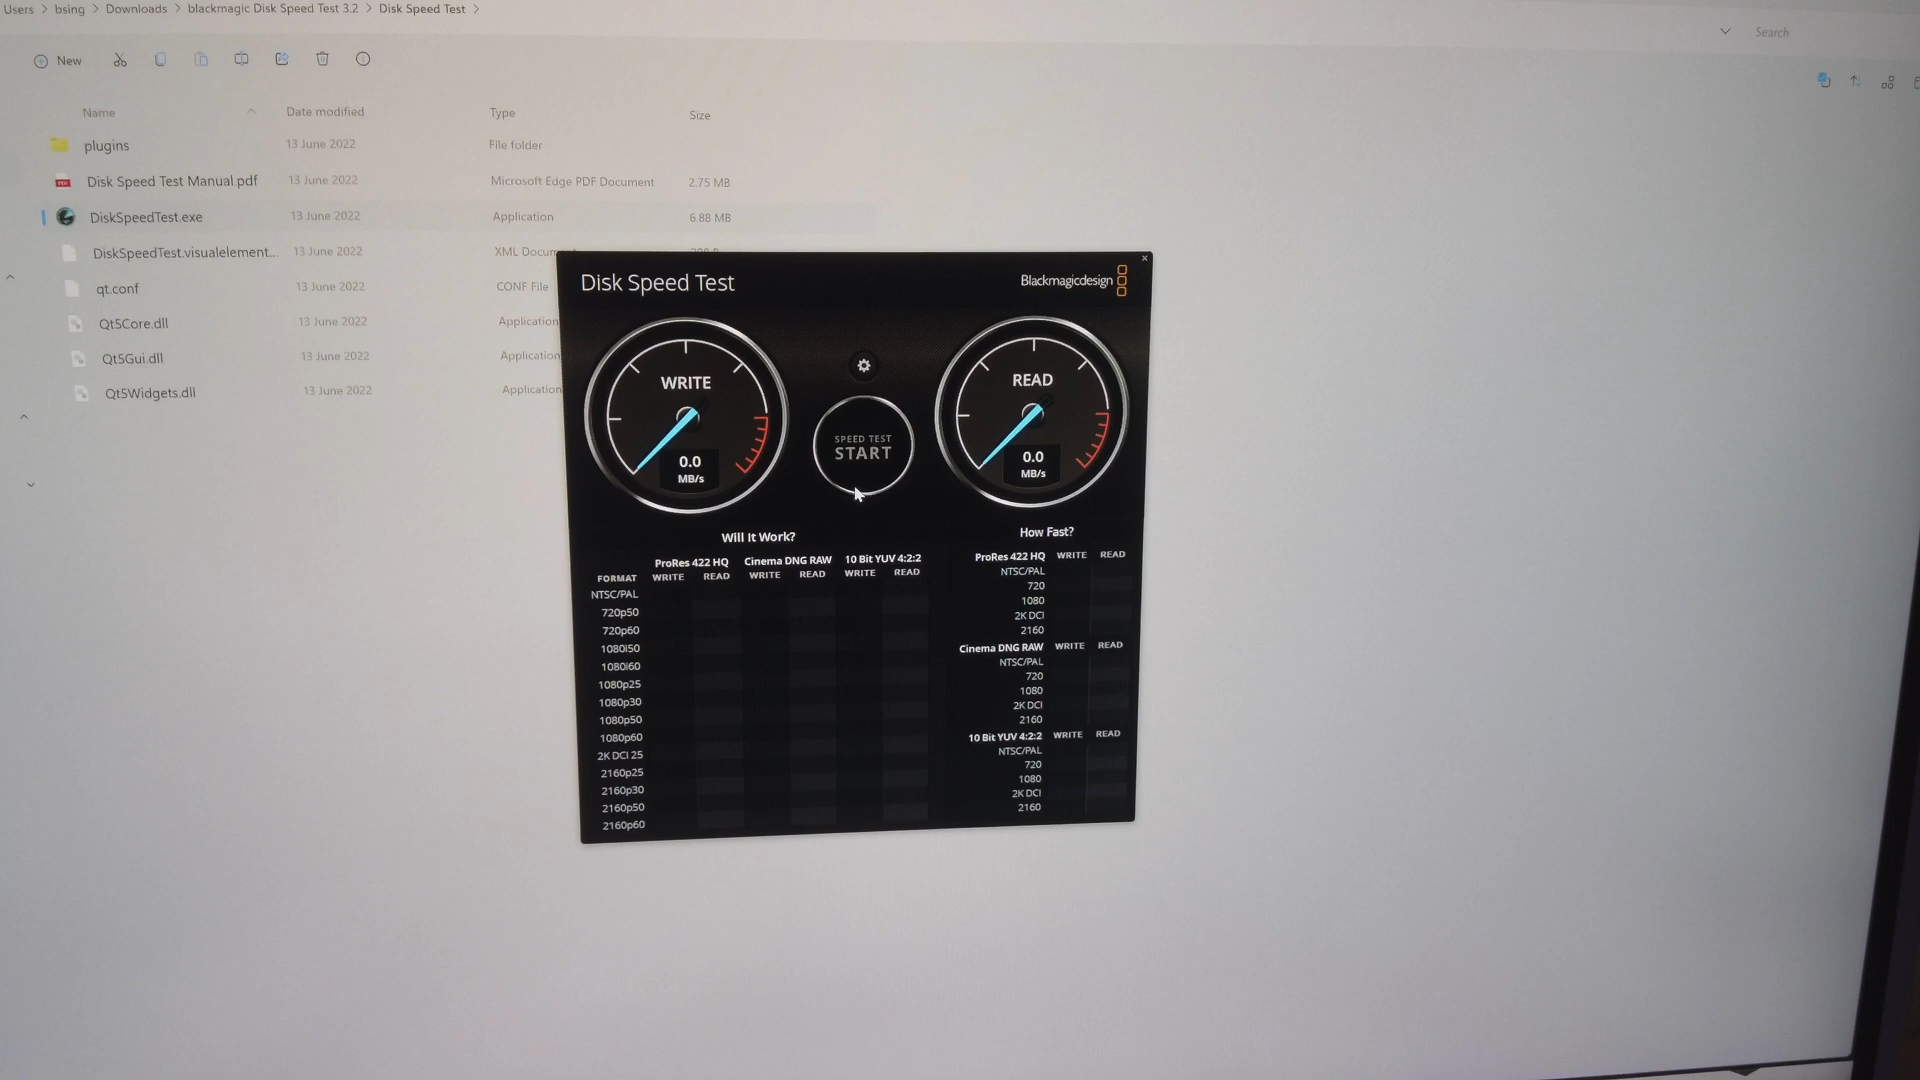 Users > bsing > Downloads > blackmagic Disk Speed Test 3.2 > Disk Speed Test >
Search
New
Name Date modified Type Size
plugins 13 June 2022 File folder
Disk Speed Test Manual.pdf 13 June 2022 Microsoft Edge PDF Document 2.75 MB
DiskSpeedTest.exe 13 June 2022 Application 6.88 MB
DiskSpeedTest.visualelement... 13 June 2022 XML Docum
qt.conf 13 June 2022 CONF File
Qt5Core.dll 13 June 2022 Application
Qt5Gui.dll 13 June 2022 Application
Qt5Widgets.dll 13 June 2022 Application
Disk Speed Test
Blackmagicdesign
WRITE
0.0
MB/s
SPEED TEST
START
READ
0.0
MB/s
Will It Work?
ProRes 422 HQ Cinema DNG RAW 10 Bit YUV 4:2:2
FORMAT WRITE READ WRITE READ WRITE READ
NTSC/PAL
720p50
720p60
1080i50
1080i60
1080p25
1080p30
1080p50
1080p60
2K DCI 25
2160p25
2160p30
2160p50
2160p60
How Fast?
ProRes 422 HQ WRITE READ
NTSC/PAL
720
1080
2K DCI
2160
Cinema DNG RAW WRITE READ
NTSC/PAL
720
1080
2K DCI
2160
10 Bit YUV 4:2:2 WRITE READ
NTSC/PAL
720
1080
2K DCI
2160